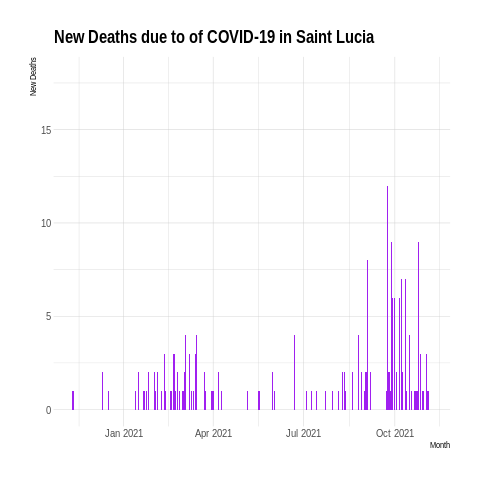 New Deaths due to of COVID-19 in Saint Lucia
New Deaths
15
10
5
0
Jan 2021 Apr 2021 Jul 2021 Oct 2021
Month